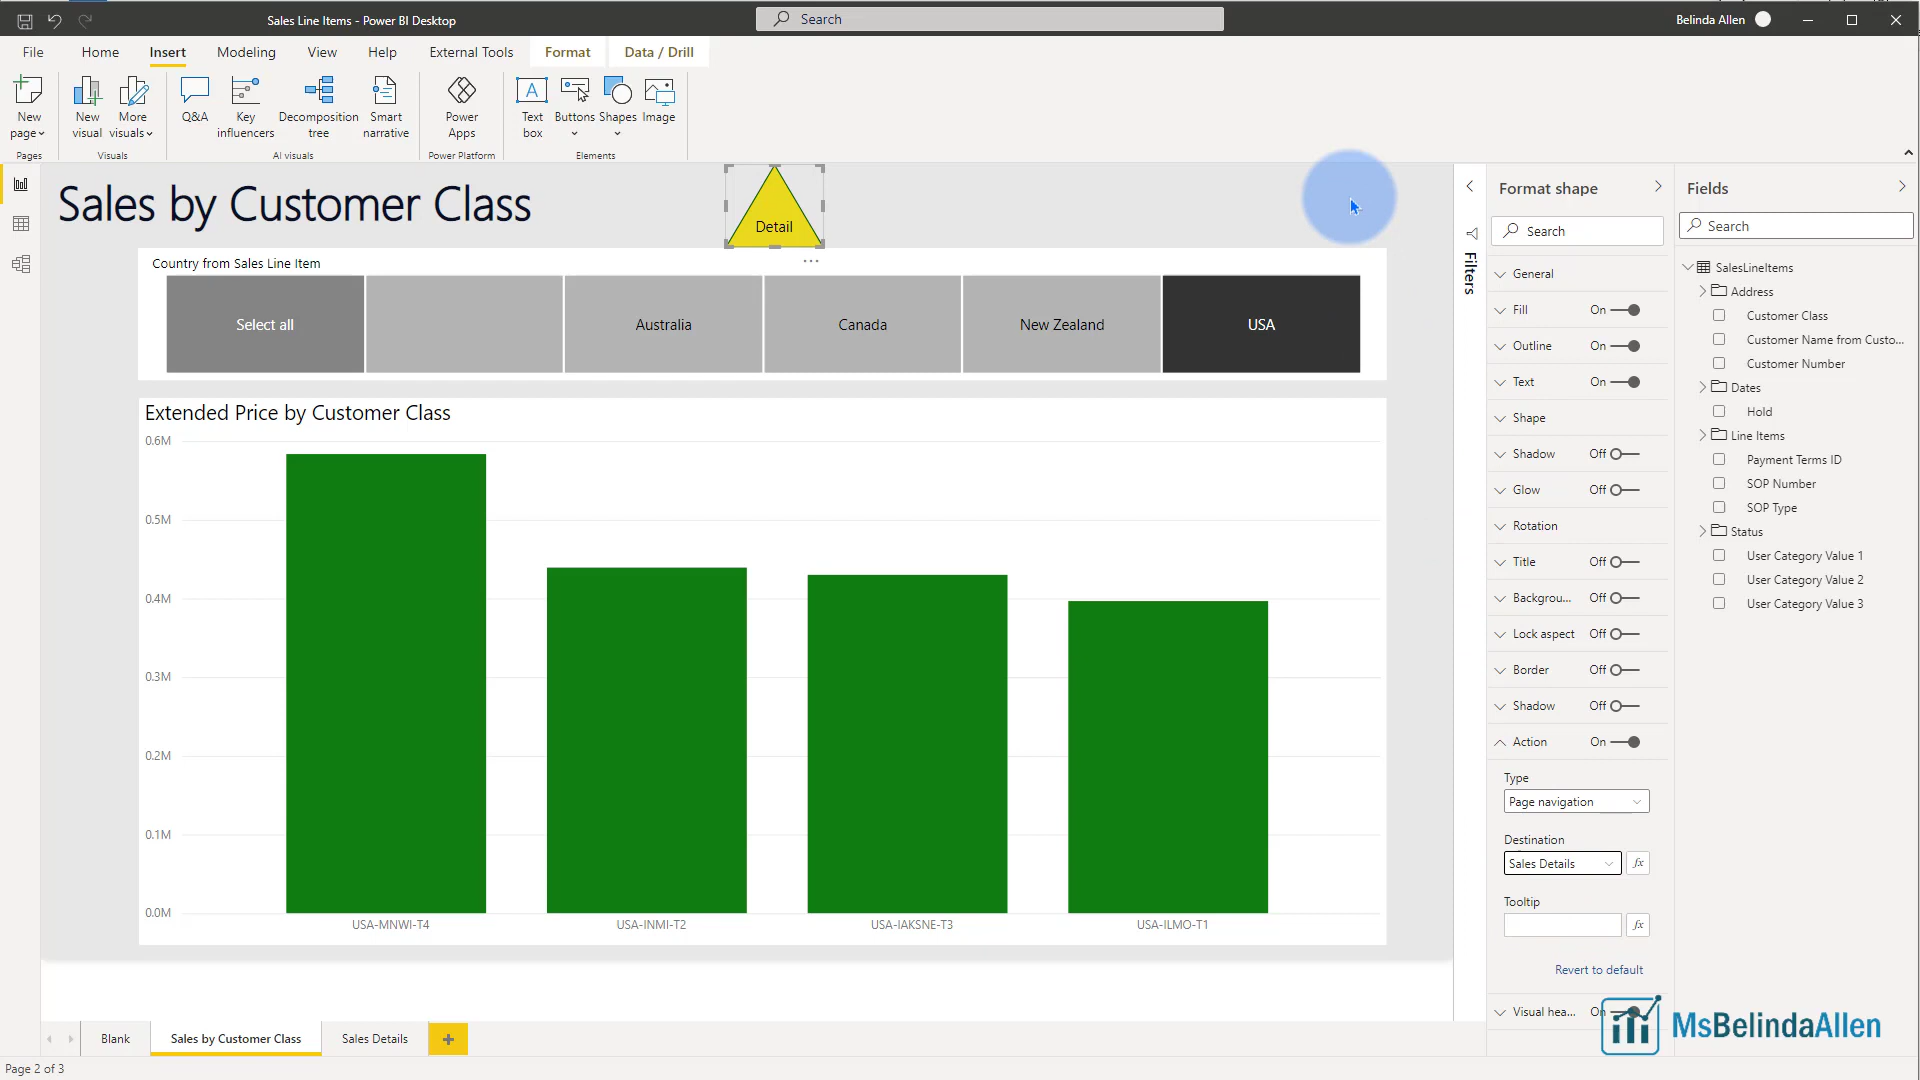 Sales Line Items - Power BI Desktop
Search
Belinda Allen
File
Home
Insert
Modeling
View
Help
External Tools
Format
Data / Drill
New
page
New
visual
More
visuals
Q&A
Key
influencers
Decomposition
tree
Smart
narrative
Power
Apps
Text
box
Buttons
Shapes
Image
Pages
Visuals
AI visuals
Power Platform
Elements
Sales by Customer Class
Detail
Country from Sales Line Item
Select all
Australia
Canada
New Zealand
USA
Extended Price by Customer Class
0.6M
0.5M
0.4M
0.3M
0.2M
0.1M
0.0M
USA-MNWI-T4
USA-INMI-T2
USA-IAKSNE-T3
USA-ILMO-T1
Filters
Format shape
Search
General
Fill On
Outline On
Text On
Shape
Shadow Off
Glow Off
Rotation
Title Off
Backgrou... Off
Lock aspect Off
Border Off
Shadow Off
Action On
Type
Page navigation
Destination
Sales Details
fx
Tooltip
fx
Revert to default
Visual hea... On
Fields
Search
SalesLineItems
Address
Customer Class
Customer Name from Custo...
Customer Number
Dates
Hold
Line Items
Payment Terms ID
SOP Number
SOP Type
Status
User Category Value 1
User Category Value 2
User Category Value 3
MsBelindaAllen
Blank
Sales by Customer Class
Sales Details
Page 2 of 3